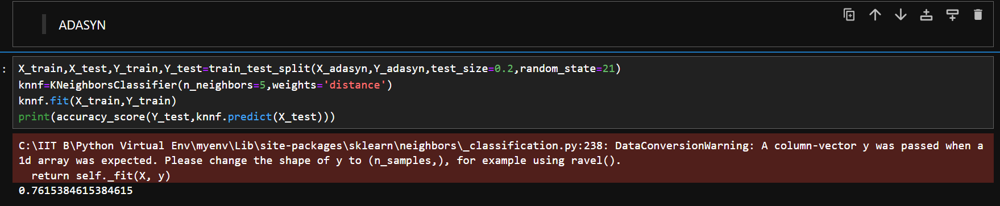 ADASYN
:
X_train,X_test,Y_train,Y_test=train_test_split(X_adasyn,Y_adasyn,test_size=0.2,random_state=21)
knnf=KNeighborsClassifier(n_neighbors=5,weights='distance')
knnf.fit(X_train,Y_train)
print(accuracy_score(Y_test,knnf.predict(X_test)))
C:\IIT B\Python Virtual Env\myenv\Lib\site-packages\sklearn\neighbors\_classification.py:238: DataConversionWarning: A column-vector y was passed when a
1d array was expected. Please change the shape of y to (n_samples,), for example using ravel().
  return self._fit(X, y)
0.7615384615384615